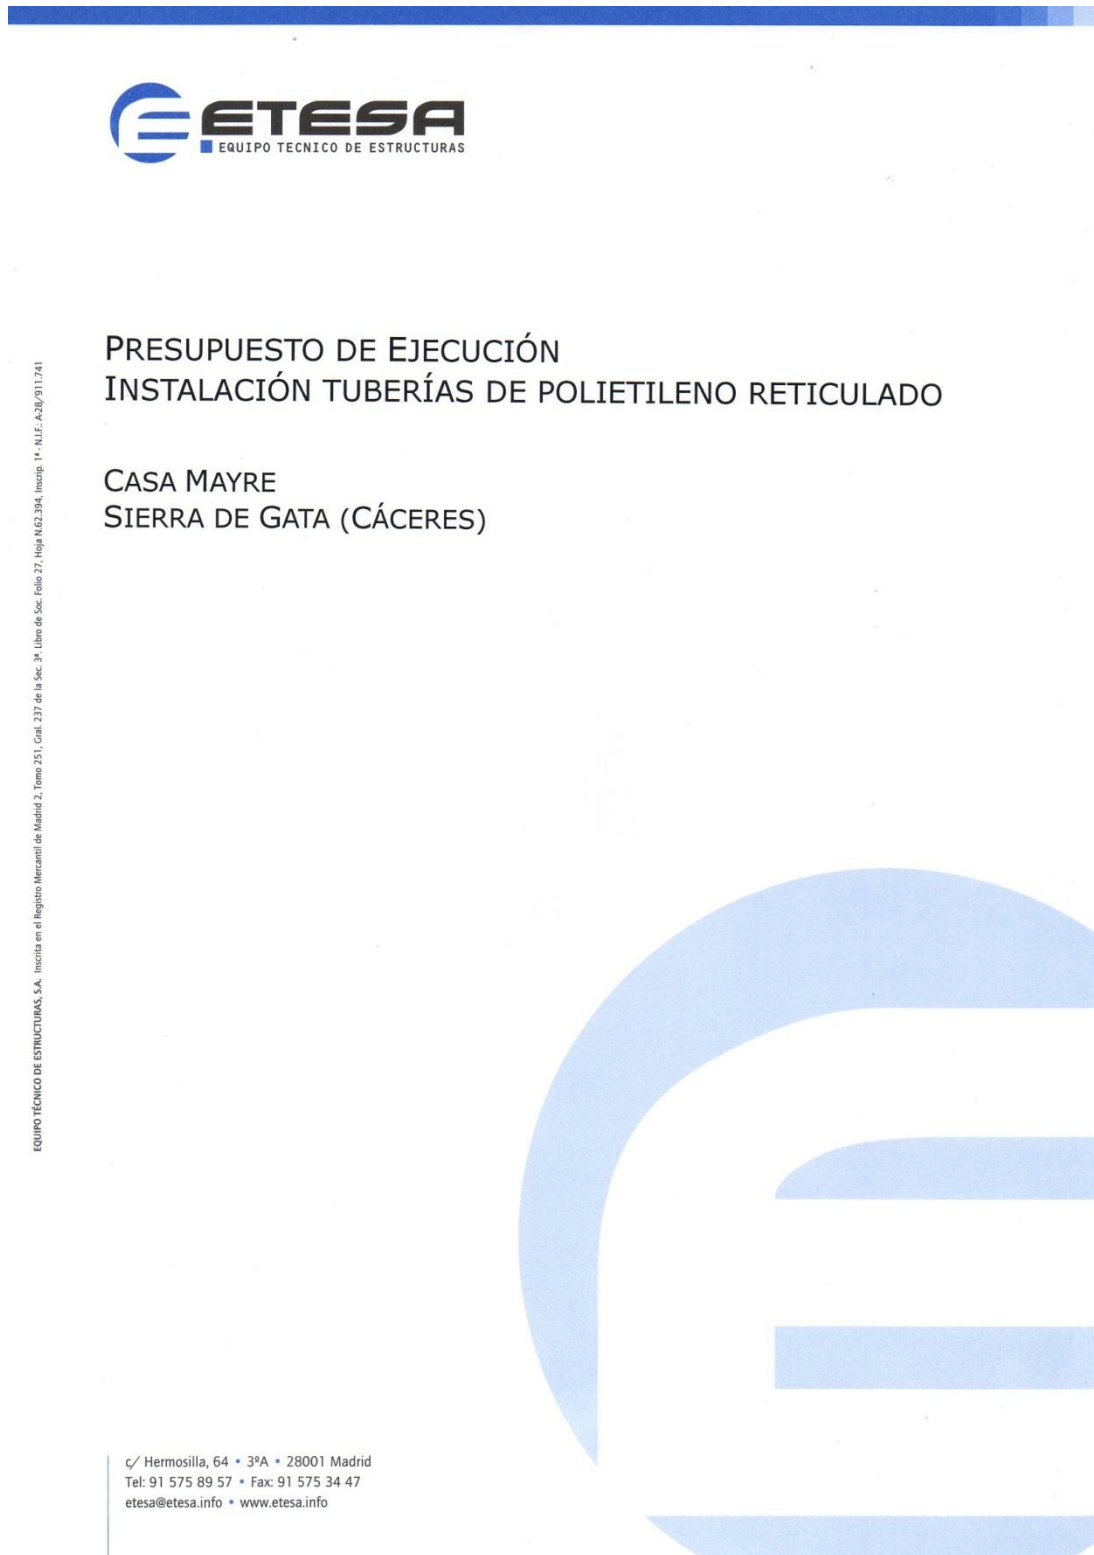 ETESA
EQUIPO TECNICO DE ESTRUCTURAS
PRESUPUESTO DE EJECUCIÓN
INSTALACIÓN TUBERÍAS DE POLIETILENO RETICULADO
CASA MAYRE
SIERRA DE GATA (CÁCERES)
EQUIPO TÉCNICO DE ESTRUCTURAS, S.A. Inscrita en el Registro Mercantil de Madrid 2, Tomo 251, Gral. 237 de la Sec. 3ª. Libro de Soc. Folio 27, Hoja N.62.394, Inscrip. 1ª - N.I.F.: A-28/911.741
c/ Hermosilla, 64 • 3ºA • 28001 Madrid
Tel: 91 575 89 57 • Fax: 91 575 34 47
etesa@etesa.info • www.etesa.info